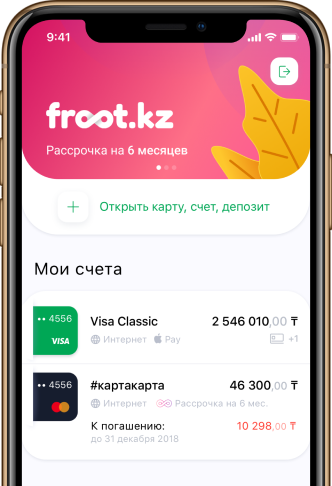 9:41
froot.kz
Рассрочка на 6 месяцев
Открыть карту, счет, депозит
Мои счета
•• 4556
VISA
Visa Classic
2 546 010,00 ₸
Интернет
Pay
+1
•• 4556
#картакарта
46 300,00 ₸
Интернет
Рассрочка на 6 мес.
К погашению:
10 298,00 ₸
до 31 декабря 2018